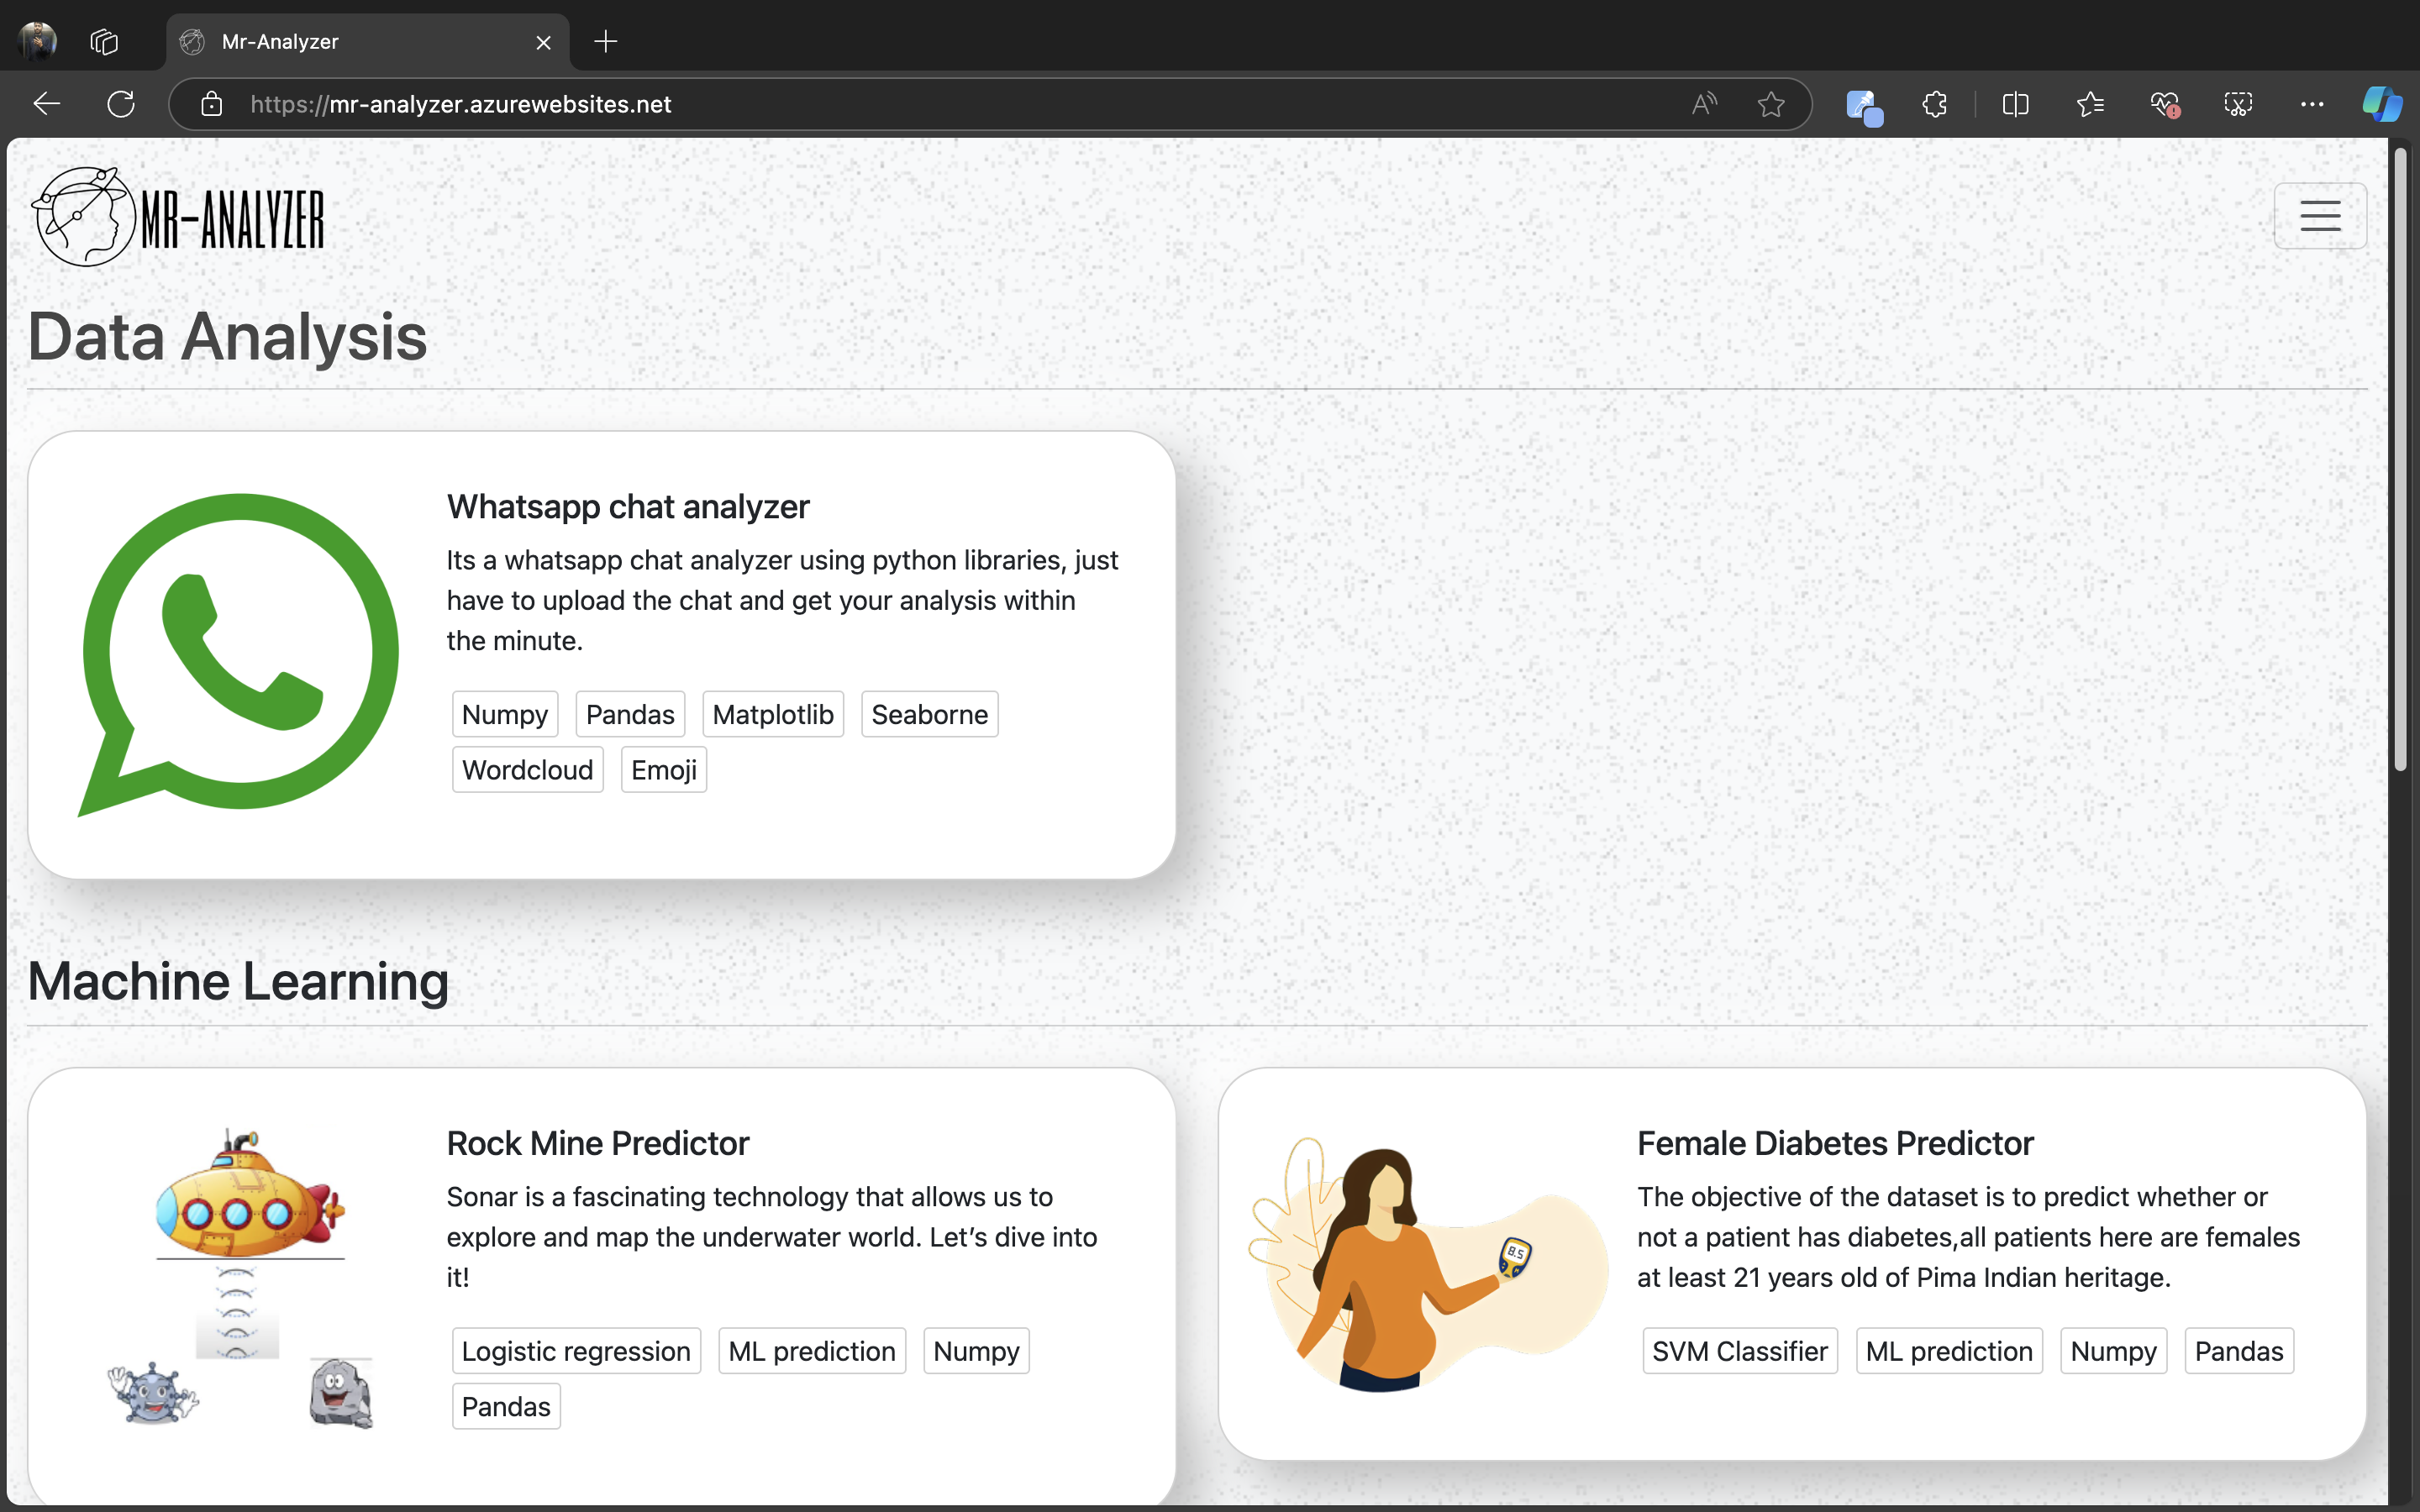 Mr-Analyzer
https://mr-analyzer.azurewebsites.net
MR-ANALYZER
Data Analysis
Whatsapp chat analyzer
Its a whatsapp chat analyzer using python libraries, just
have to upload the chat and get your analysis within
the minute.
Numpy Pandas Matplotlib Seaborne
Wordcloud Emoji
Machine Learning
Rock Mine Predictor
Sonar is a fascinating technology that allows us to
explore and map the underwater world. Let’s dive into
it!
Logistic regression ML prediction Numpy
Pandas
8.5
Female Diabetes Predictor
The objective of the dataset is to predict whether or
not a patient has diabetes,all patients here are females
at least 21 years old of Pima Indian heritage.
SVM Classifier ML prediction Numpy Pandas